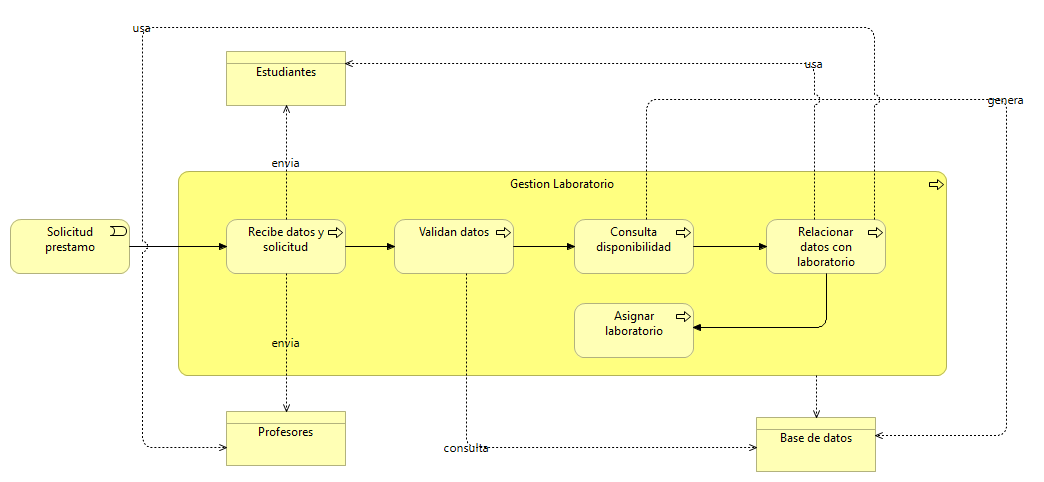 usa
Estudiantes
usa
genera
envia
Gestion Laboratorio
Solicitud
prestamo
Recibe datos y
solicitud
Validan datos
Consulta
disponibilidad
Relacionar
datos con
laboratorio
Asignar
laboratorio
envia
Profesores
consulta
Base de datos